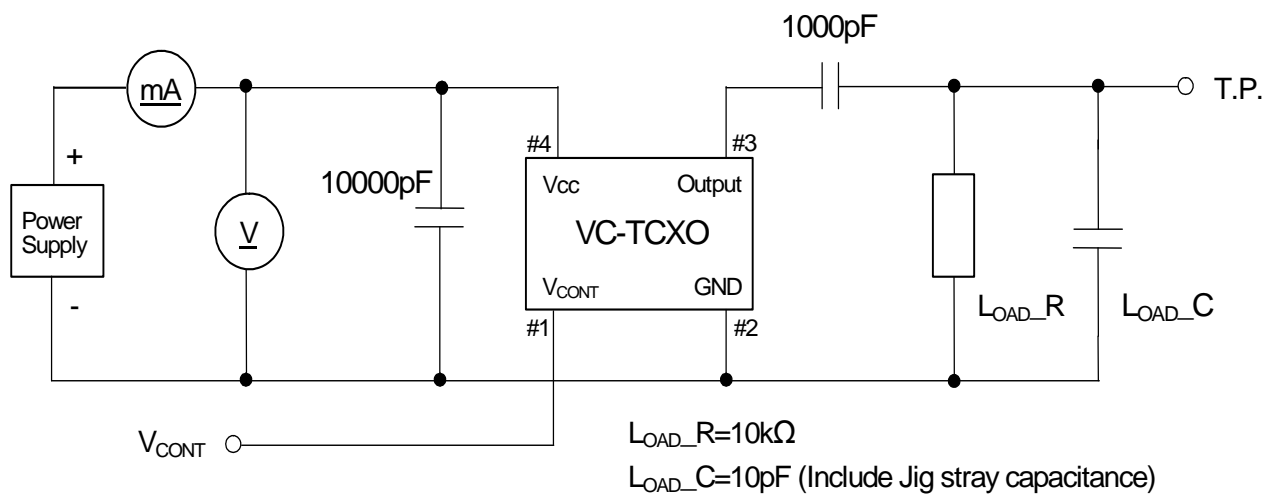 1000pF
mA
T.P.
#4
#3
+
10000pF
Vcc
Output
Power
Supply
V
VC-TCXO
-
VCONT
GND
#1
#2
LOAD_R
LOAD_C
VCONT
LOAD_R=10kΩ
LOAD_C=10pF (Include Jig stray capacitance)